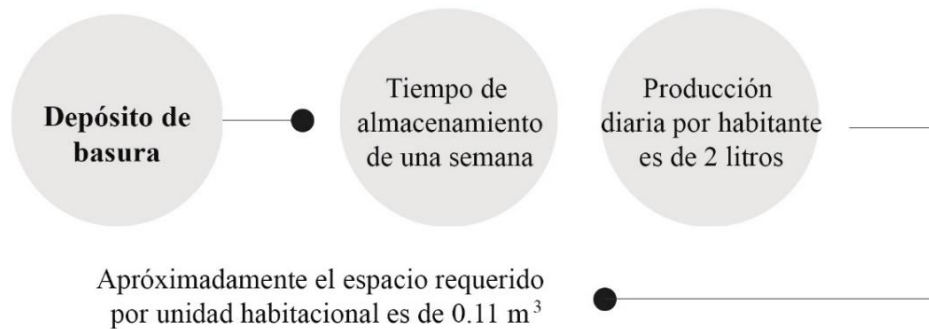 Depósito de
basura
Tiempo de
almacenamiento
de una semana
Producción
diaria por habitante
es de 2 litros
Apróximadamente el espacio requerido
por unidad habitacional es de 0.11 m³